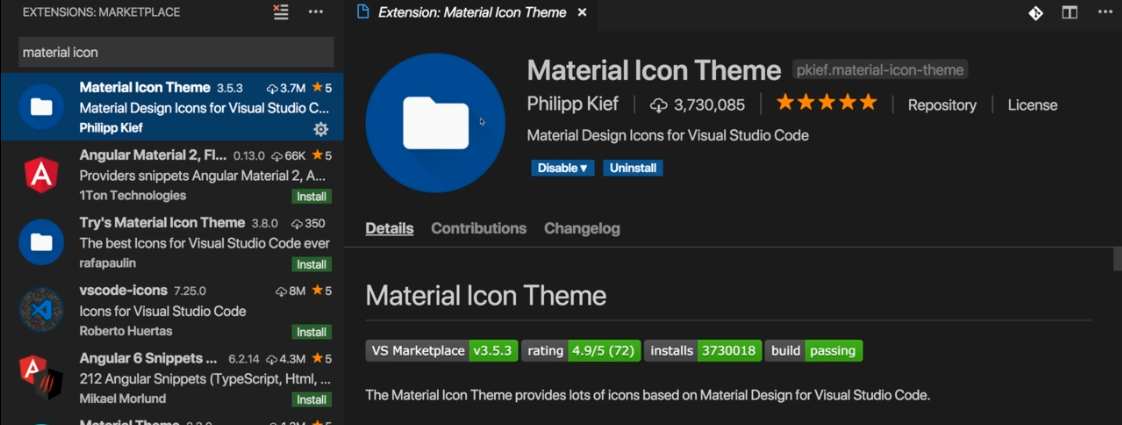 EXTENSIONS: MARKETPLACE
material icon
Material Icon Theme 3.5.3 3.7M 5
Material Design Icons for Visual Studio C...
Philipp Kief
Angular Material 2, Fl... 0.13.0 66K 5
Providers snippets Angular Material 2, A...
1Ton Technologies Install
Try's Material Icon Theme 3.8.0 350
The best Icons for Visual Studio Code ever
rafapaulin Install
vscode-icons 7.25.0 8M 5
Icons for Visual Studio Code
Roberto Huertas Install
Angular 6 Snippets ... 6.2.14 4.3M 5
212 Angular Snippets (TypeScript, Html, ...
Mikael Morlund Install
Extension: Material Icon Theme
Material Icon Theme pkief.material-icon-theme
Philipp Kief 3,730,085 Repository License
Material Design Icons for Visual Studio Code
Disable Uninstall
Details Contributions Changelog
Material Icon Theme
VS Marketplace v3.5.3 rating 4.9/5 (72) installs 3730018 build passing
The Material Icon Theme provides lots of icons based on Material Design for Visual Studio Code.